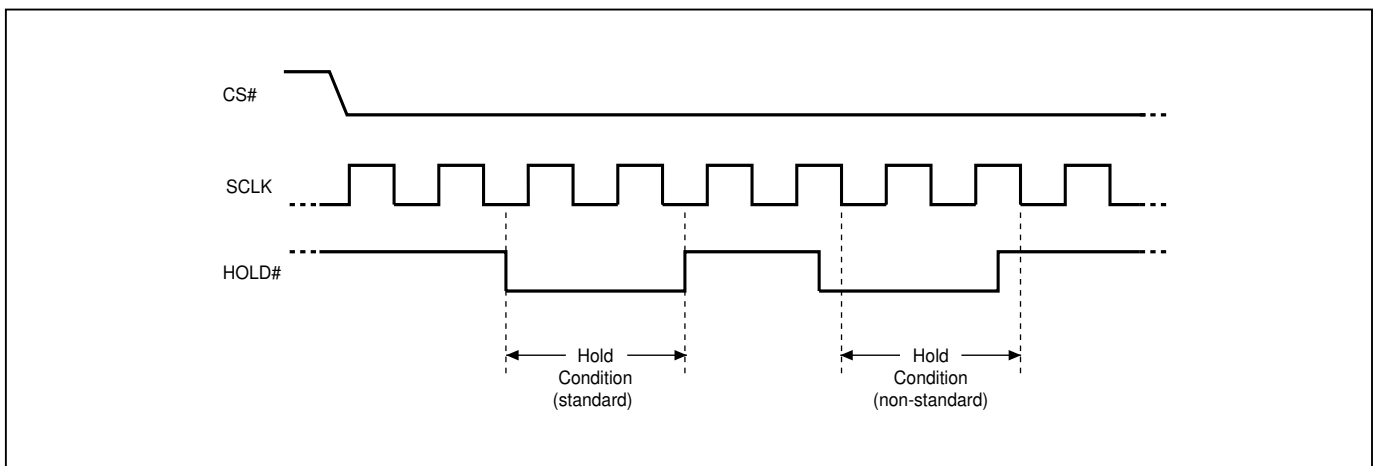 CS#
SCLK
HOLD#
Hold
Condition
(standard)
Hold
Condition
(non-standard)